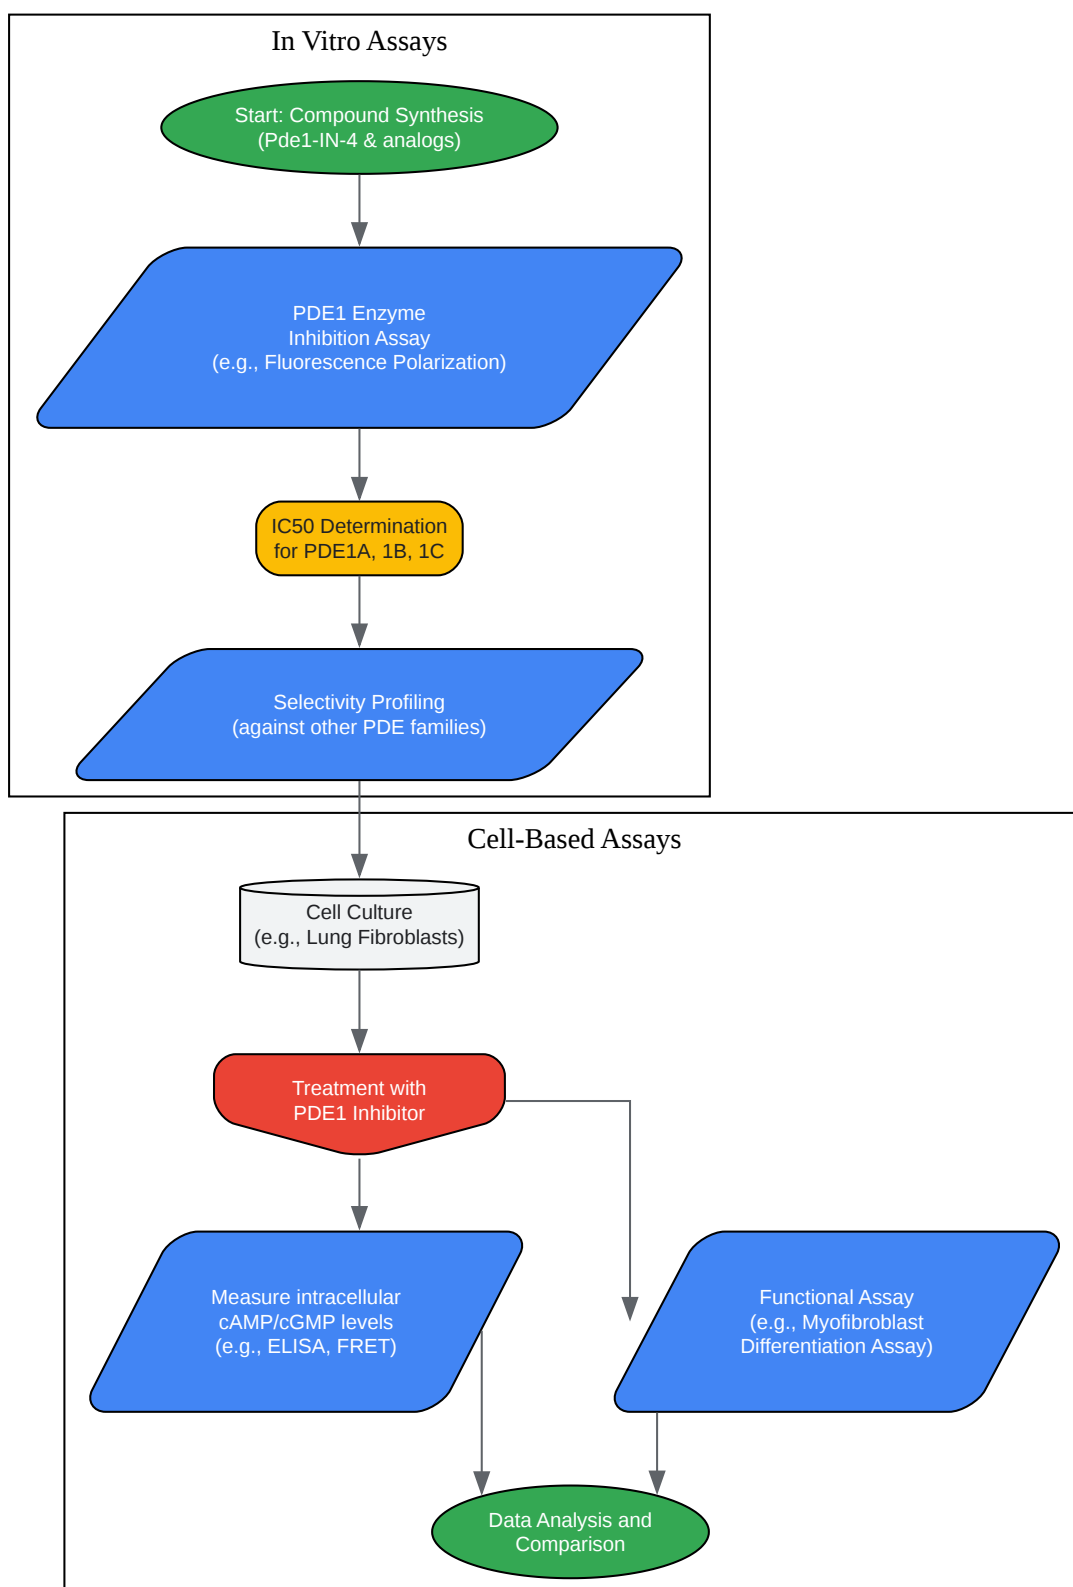 In Vitro Assays
Start: Compound Synthesis
(Pde1-IN-4 & analogs)
PDE1 Enzyme
Inhibition Assay
(e.g., Fluorescence Polarization)
IC50 Determination
for PDE1A, 1B, 1C
Selectivity Profiling
(against other PDE families)
Cell-Based Assays
Cell Culture
(e.g., Lung Fibroblasts)
Treatment with
PDE1 Inhibitor
Measure intracellular
cAMP/cGMP levels
(e.g., ELISA, FRET)
Functional Assay
(e.g., Myofibroblast
Differentiation Assay)
Data Analysis and
Comparison